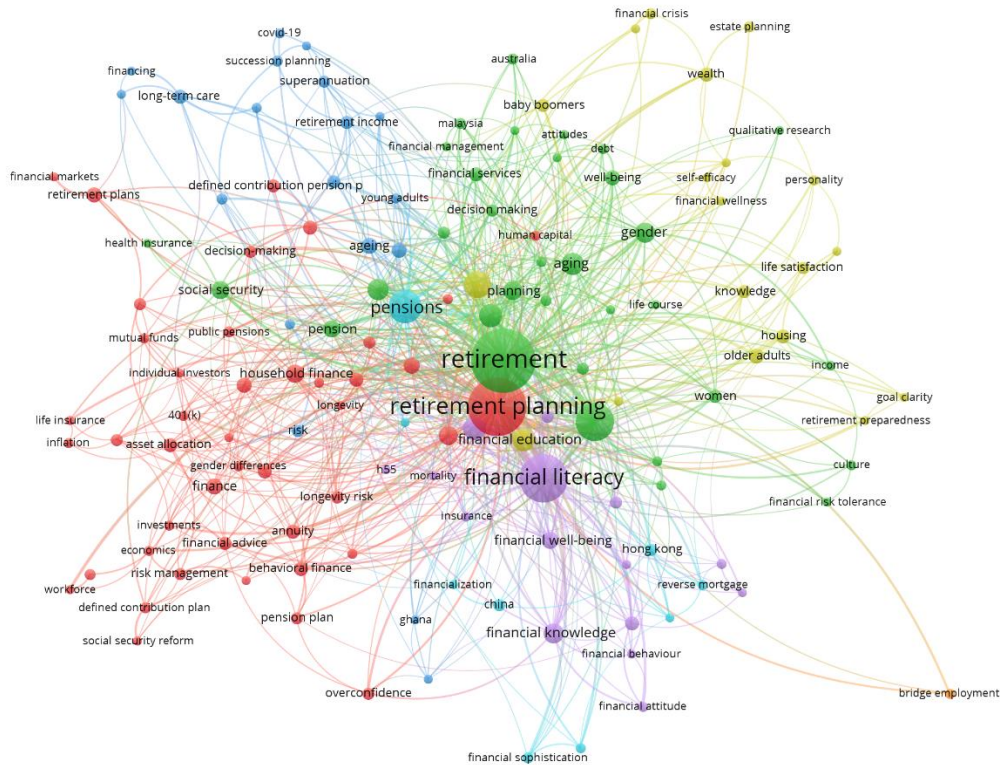 financial crisis
estate planning
covid-19
succession planning
australia
financing
superannuation
wealth
long-term care
baby boomers
retirement income
malaysia
attitudes
qualitative research
financial management
debt
financial markets
financial services
well-being
self-efficacy
personality
retirement plans
defined contribution pension p
young adults
financial wellness
decision making
human capital
gender
health insurance
decision-making
ageing
aging
life satisfaction
social security
planning
knowledge
pensions
life course
public pensions
pension
mutual funds
housing
retirement
older adults
individual investors
household finance
income
women
goal clarity
longevity
retirement planning
life insurance
401(k)
retirement preparedness
inflation
asset allocation
risk
financial education
gender differences
h55
mortality
financial literacy
culture
finance
longevity risk
financial risk tolerance
insurance
investments
annuity
economics
financial advice
financial well-being
hong kong
risk management
behavioral finance
workforce
financialization
reverse mortgage
defined contribution plan
china
pension plan
ghana
financial knowledge
social security reform
financial behaviour
overconfidence
bridge employment
financial attitude
financial sophistication